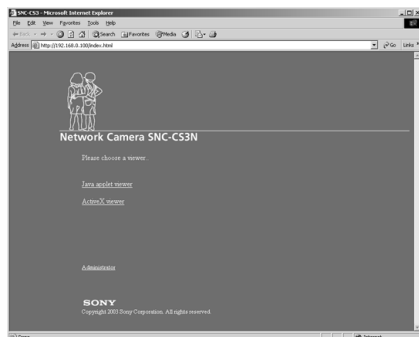 SNC-CS3 - Microsoft Internet Explorer
File Edit View Favorites Tools Help
Back Search Favorites Media
Address http://192.168.0.100/index.html Go Links
Network Camera SNC-CS3N
Please choose a viewer.
Java applet viewer
ActiveX viewer
Administrator
SONY
Copyright 2003 Sony Corporation. All rights reserved.
Done Internet